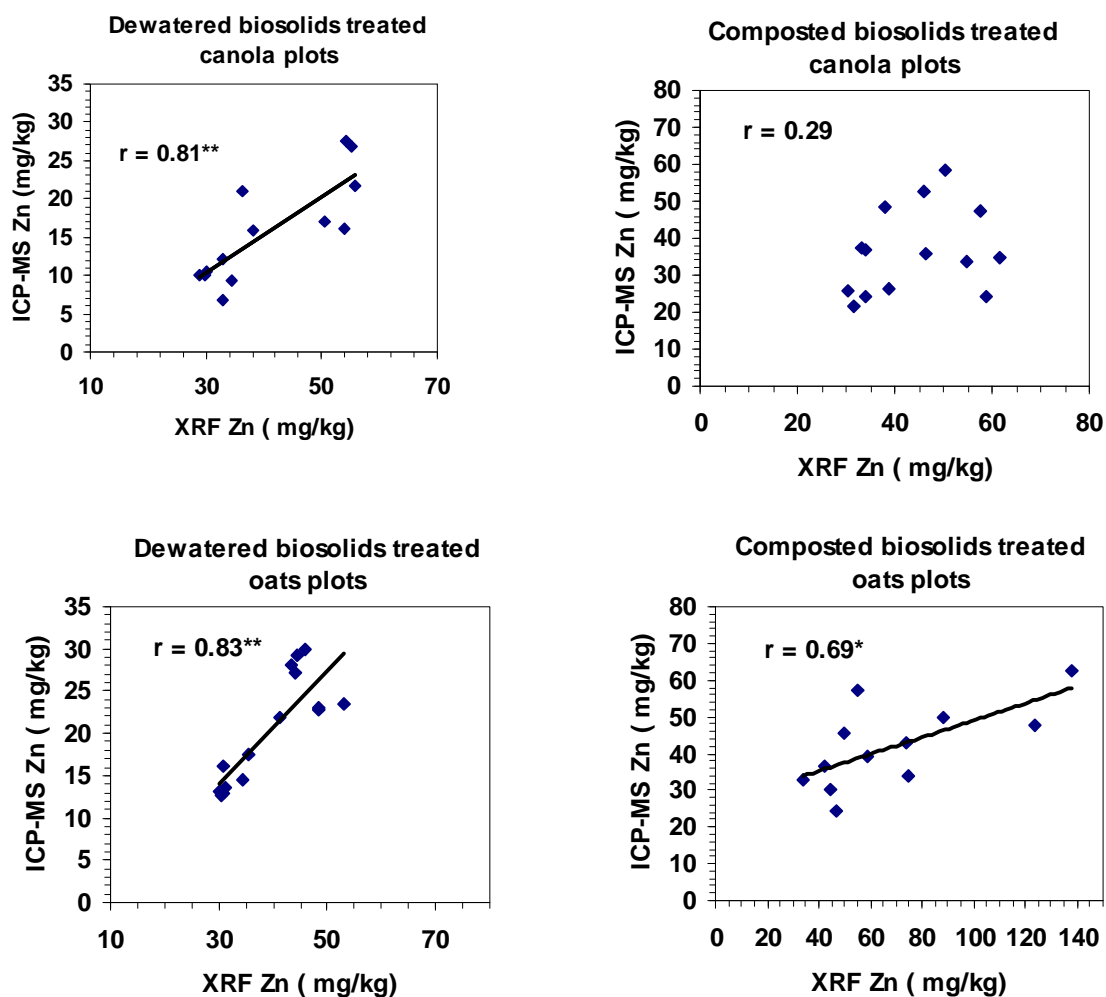 Dewatered biosolids treated
canola plots
35
30
25
20
15
10
5
0
ICP-MS Zn ( mg/kg)
r = 0.81**
10 30 50 70
XRF Zn ( mg/kg)
Composted biosolids treated
canola plots
80
70
60
50
40
30
20
10
0
ICP-MS Zn ( mg/kg)
r = 0.29
0 20 40 60 80
XRF Zn ( mg/kg)
Dewatered biosolids treated
oats plots
35
30
25
20
15
10
5
0
ICP-MS Zn ( mg/kg)
r = 0.83**
10 30 50 70
XRF Zn ( mg/kg)
Composted biosolids treated
oats plots
80
70
60
50
40
30
20
10
0
ICP-MS Zn ( mg/kg)
r = 0.69*
0 20 40 60 80 100 120 140
XRF Zn ( mg/kg)